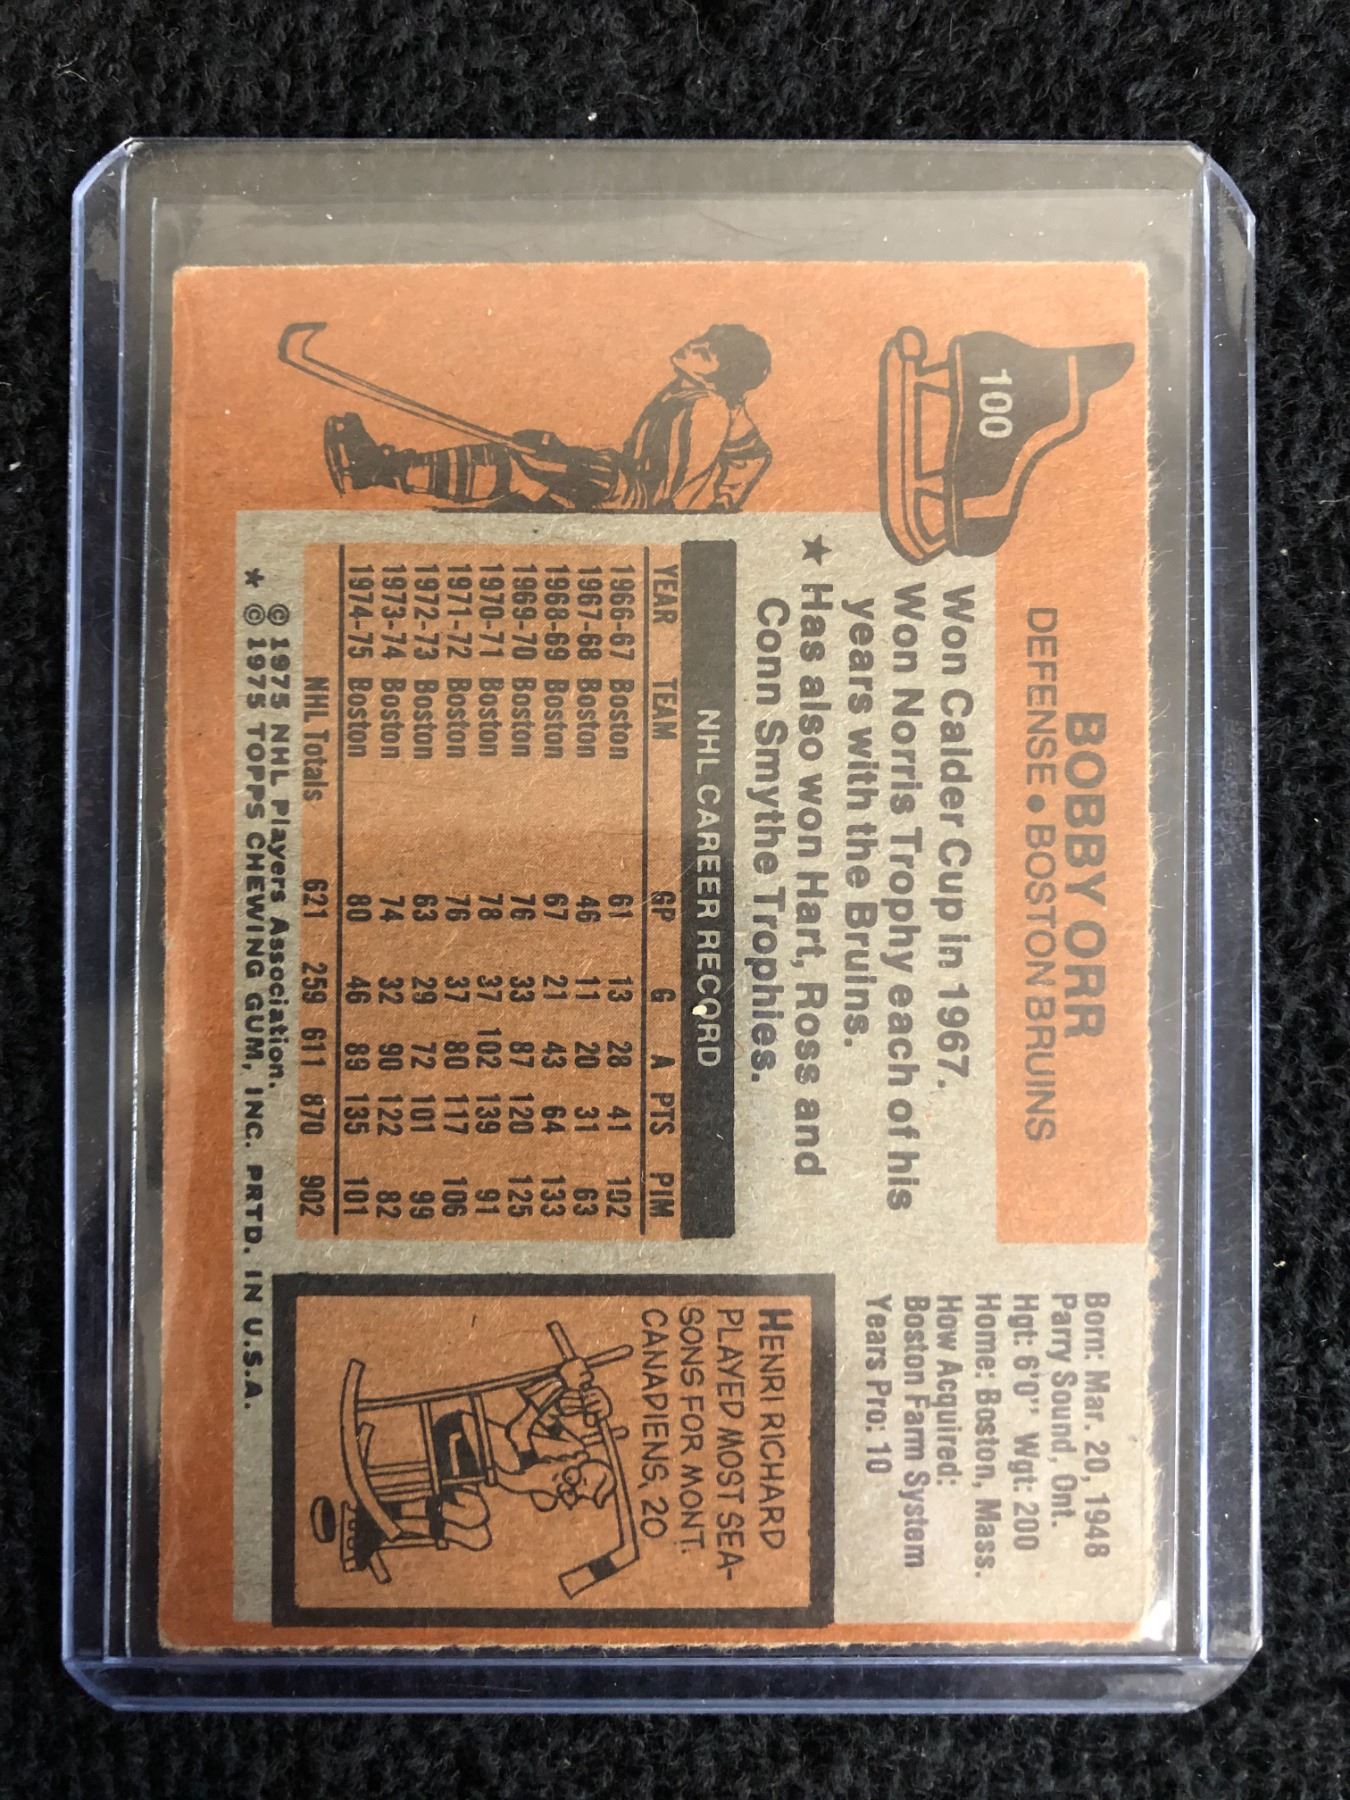 100
BOBBY ORR
DEFENSE • BOSTON BRUINS
Won Calder Cup in 1967.
Won Norris Trophy each of his
years with the Bruins.
★ Has also won Hart, Ross and
Conn Smythe Trophies.
Born: Mar. 20, 1948
Parry Sound, Ont.
Hgt: 6'0" Wgt: 200
Home: Boston, Mass.
How Acquired:
Boston Farm System
Years Pro: 10
NHL CAREER RECORD
YEAR TEAM GP G A PTS PIM
1966-67 Boston 61 13 28 41 102
1967-68 Boston 46 11 20 31 63
1968-69 Boston 67 21 43 64 133
1969-70 Boston 76 33 87 120 125
1970-71 Boston 78 37 102 139 91
1971-72 Boston 76 37 80 117 106
1972-73 Boston 63 29 72 101 99
1973-74 Boston 74 32 90 122 82
1974-75 Boston 80 46 89 135 101
NHL Totals 621 259 611 870 902
HENRI RICHARD
PLAYED MOST SEA-
SONS FOR MONT.
CANADIENS, 20
© 1975 NHL Players Association.
★ © 1975 TOPPS CHEWING GUM, INC. PRTD. IN U.S.A.